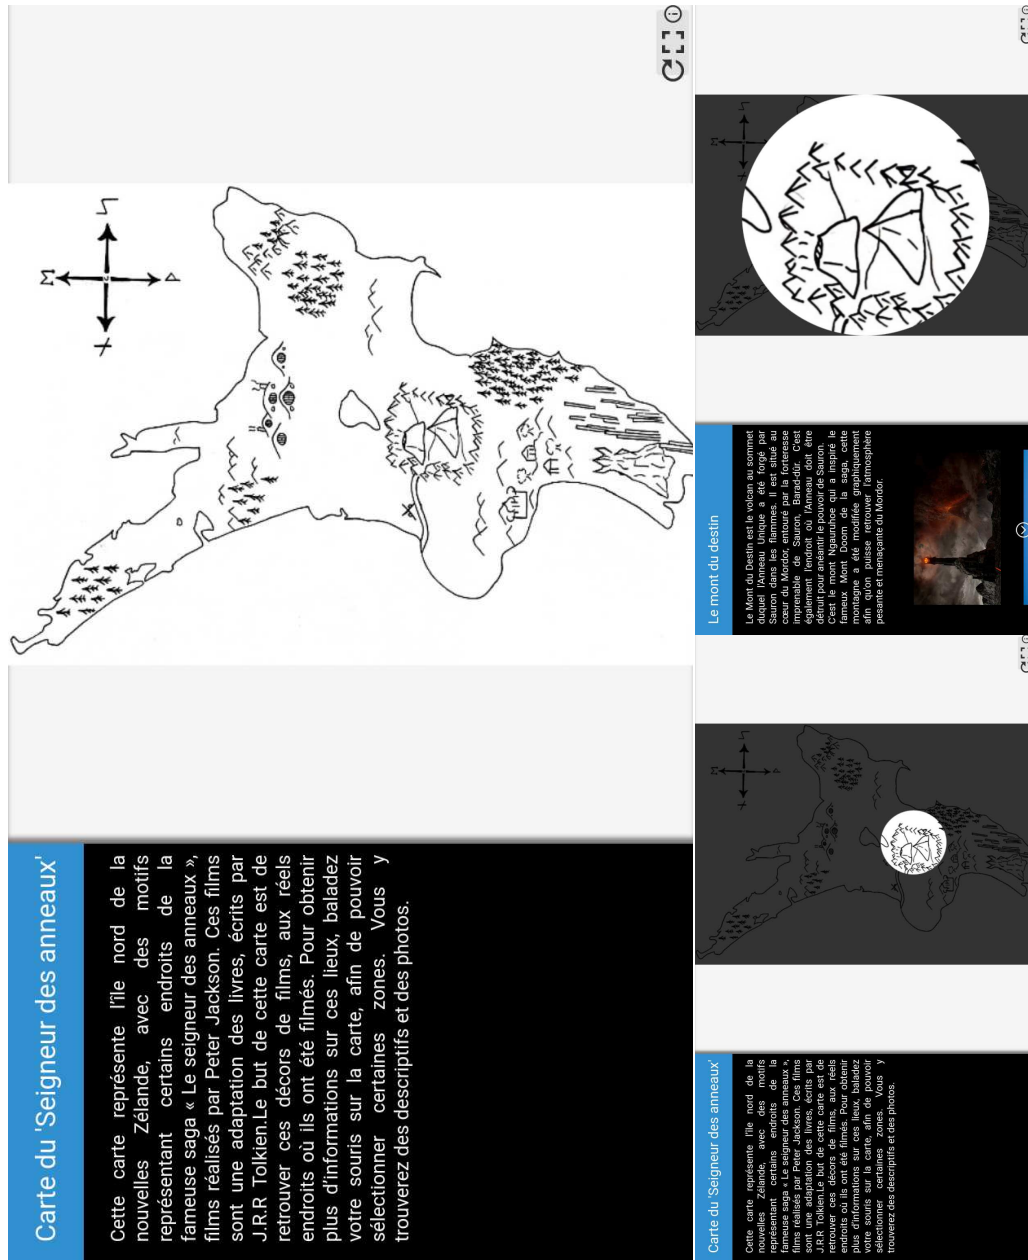 Carte du 'Seigneur des anneaux'
Cette carte représente l'île nord de la
nouvelles Zélande, avec des motifs
représentant certains endroits de la
fameuse saga « Le seigneur des anneaux »,
films réalisés par Peter Jackson. Ces films
sont une adaptation des livres, écrits par
J.R.R Tolkien.Le but de cette carte est de
retrouver ces décors de films, aux réels
endroits où ils ont été filmés. Pour obtenir
plus d'informations sur ces lieux, baladez
votre souris sur la carte, afin de pouvoir
sélectionner certaines zones. Vous y
trouverez des descriptifs et des photos.
Le mont du destin
Le Mont du Destin est le volcan au sommet
duquel l'Anneau Unique a été forgé par
Sauron dans les flammes. Il est situé au
cœur du Mordor, entouré par la forteresse
imprenable de Sauron, Barad-dûr. C'est
également l'endroit où l'Anneau doit être
détruit pour anéantir le pouvoir de Sauron.
C'est le mont Ngauruhoe qui a inspiré le
fameux Mont Doom de la saga, cette
montagne a été modifiée graphiquement
afin qu'on puisse retrouver l'atmosphère
pesante et menaçante du Mordor.
Carte du 'Seigneur des anneaux'
Cette carte représente l'île nord de la
nouvelles Zélande, avec des motifs
représentant certains endroits de la
fameuse saga « Le seigneur des anneaux »,
films réalisés par Peter Jackson. Ces films
sont une adaptation des livres, écrits par
J.R.R Tolkien.Le but de cette carte est de
retrouver ces décors de films, aux réels
endroits où ils ont été filmés. Pour obtenir
plus d'informations sur ces lieux, baladez
votre souris sur la carte, afin de pouvoir
sélectionner certaines zones. Vous y
trouverez des descriptifs et des photos.